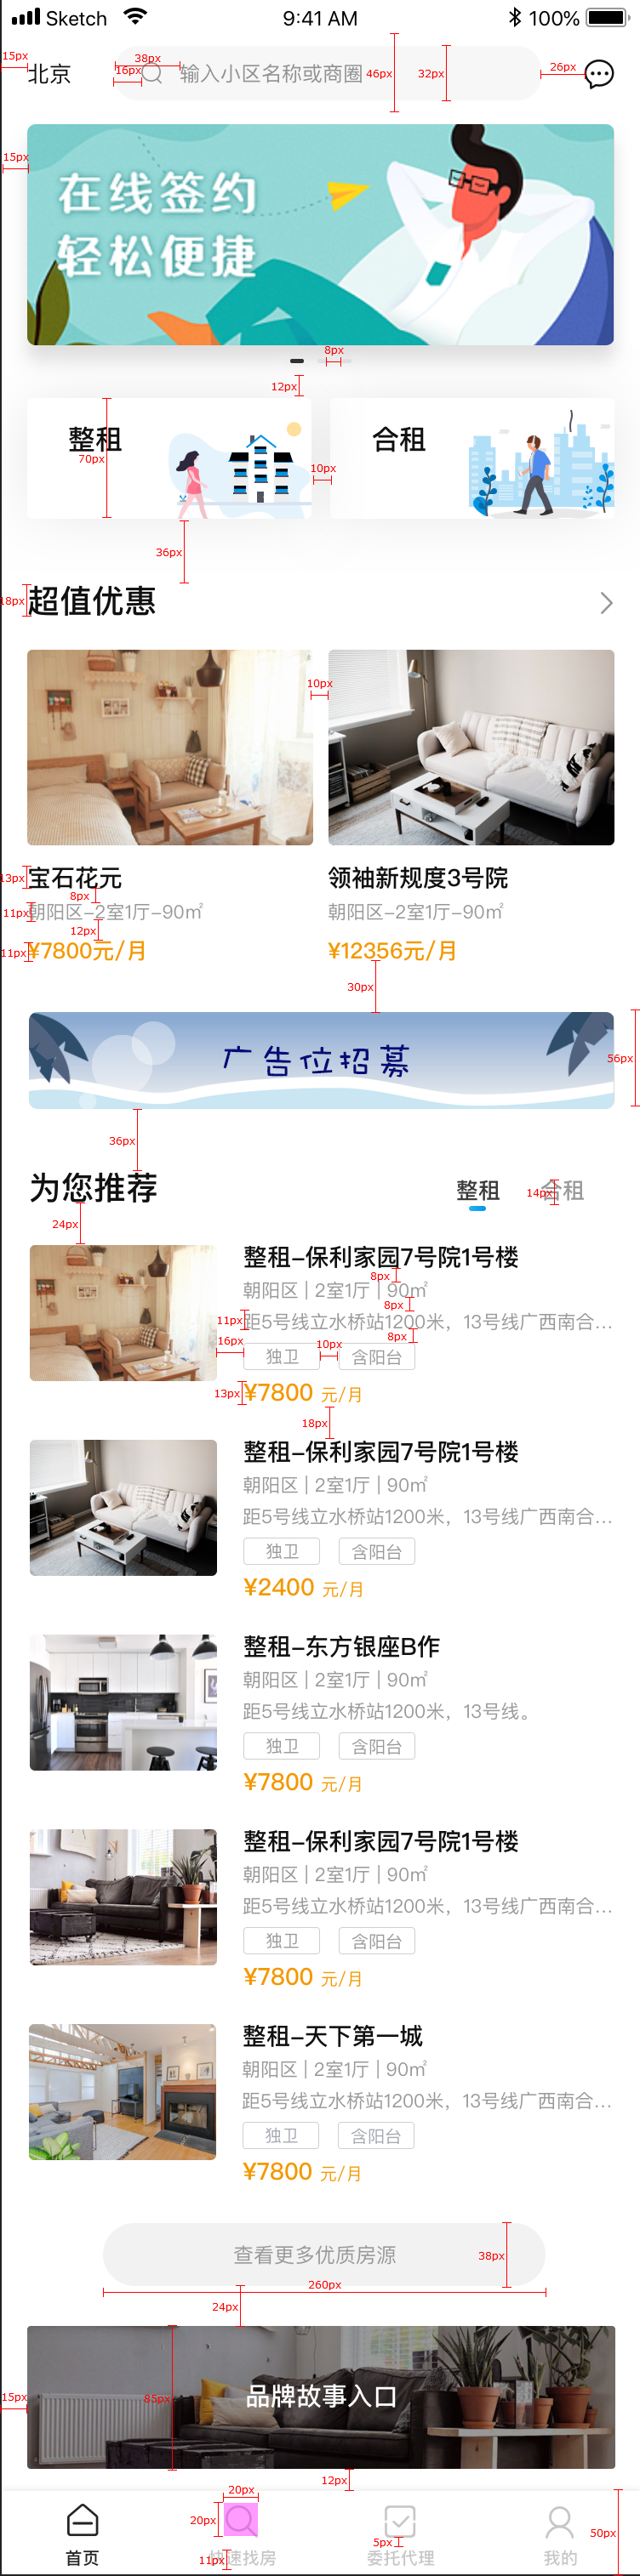 Sketch 9:41 AM 100%
15px 北京 38px 16px 输入小区名称或商圈 46px 32px 26px
15px
在线签约
轻松便捷
8px
12px
整租 合租
70px
10px
36px
18px 超值优惠
10px
13px 宝石花元 领袖新规度3号院
8px
11px 朝阳区-2室1厅-90㎡ 朝阳区-2室1厅-90㎡
12px
11px ¥7800元/月 ¥12356元/月
30px
广告位招募 56px
36px
为您推荐 整租 合租 14px
24px
整租-保利家园7号院1号楼
8px
朝阳区 | 2室1厅 | 90㎡
8px
11px 距5号线立水桥站1200米，13号线广西南合...
16px 10px 8px
独卫 含阳台
13px ¥7800 元/月
18px
整租-保利家园7号院1号楼
朝阳区 | 2室1厅 | 90㎡
距5号线立水桥站1200米，13号线广西南合...
独卫 含阳台
¥2400 元/月
整租-东方银座B作
朝阳区 | 2室1厅 | 90㎡
距5号线立水桥站1200米，13号线。
独卫 含阳台
¥7800 元/月
整租-保利家园7号院1号楼
朝阳区 | 2室1厅 | 90㎡
距5号线立水桥站1200米，13号线广西南合...
独卫 含阳台
¥7800 元/月
整租-天下第一城
朝阳区 | 2室1厅 | 90㎡
距5号线立水桥站1200米，13号线广西南合...
独卫 含阳台
¥7800 元/月
查看更多优质房源 38px
260px
24px
15px 85px 品牌故事入口
12px
20px
20px
50px
5px
首页 11px 快速找房 委托代理 我的